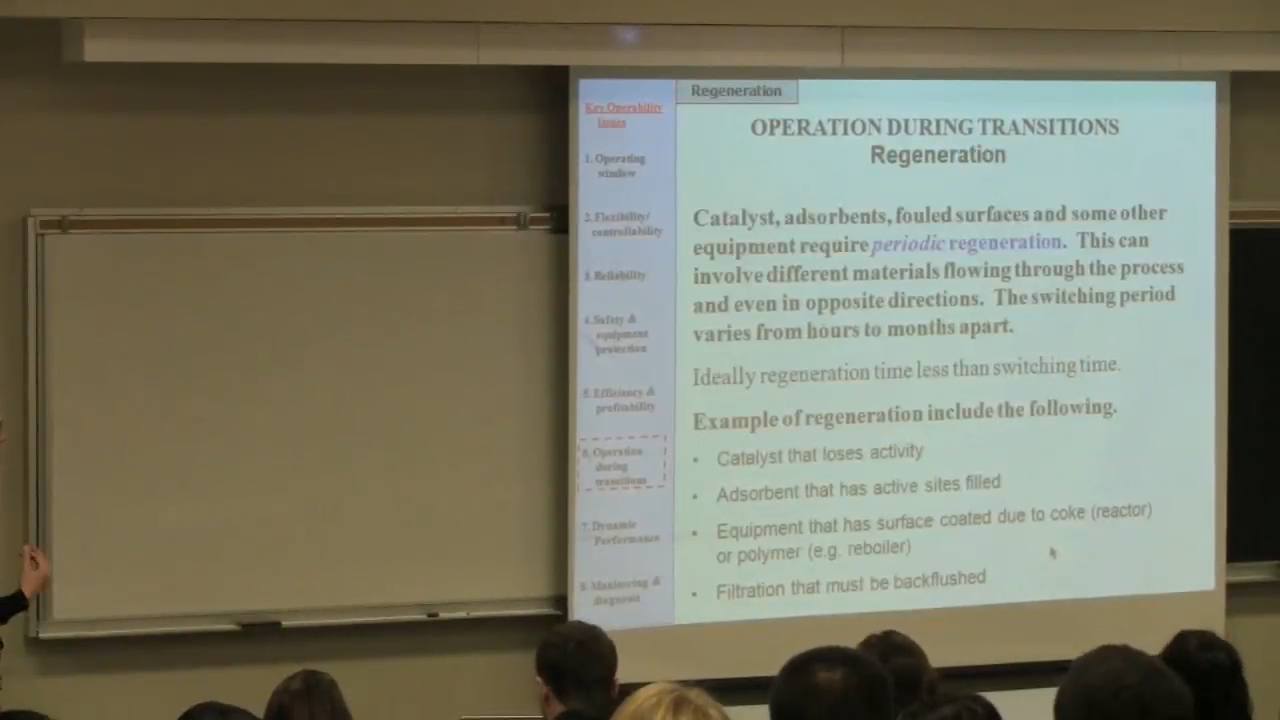 Regeneration
Key Operability
Issues
1. Operating
window
2. Flexibility/
controllability
3. Reliability
4. Safety &
equipment
protection
5. Efficiency &
profitability
6. Operation
during
transitions
7. Dynamic
Performance
8. Monitoring &
diagnosis
OPERATION DURING TRANSITIONS
Regeneration
Catalyst, adsorbents, fouled surfaces and some other
equipment require periodic regeneration. This can
involve different materials flowing through the process
and even in opposite directions. The switching period
varies from hours to months apart.
Ideally regeneration time less than switching time.
Example of regeneration include the following.
• Catalyst that loses activity
• Adsorbent that has active sites filled
• Equipment that has surface coated due to coke (reactor)
or polymer (e.g. reboiler)
• Filtration that must be backflushed